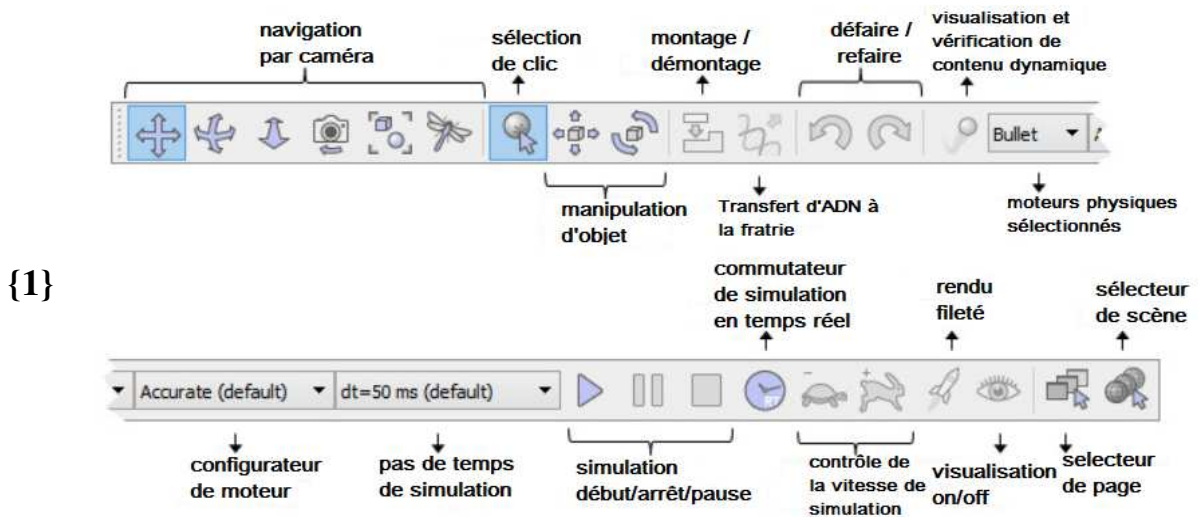 navigation
par caméra
sélection
de clic
montage /
démontage
défaire /
refaire
visualisation et
vérification de
contenu dynamique
Bullet
manipulation
d'objet
Transfert d'ADN à
la fratrie
moteurs physiques
sélectionnés
{1}
commutateur
de simulation
en temps réel
rendu
fileté
sélecteur
de scène
Accurate (default)
dt=50 ms (default)
configurateur
de moteur
pas de temps
de simulation
simulation
début/arrêt/pause
contrôle de
la vitesse de
simulation
visualisation
on/off
selecteur
de page